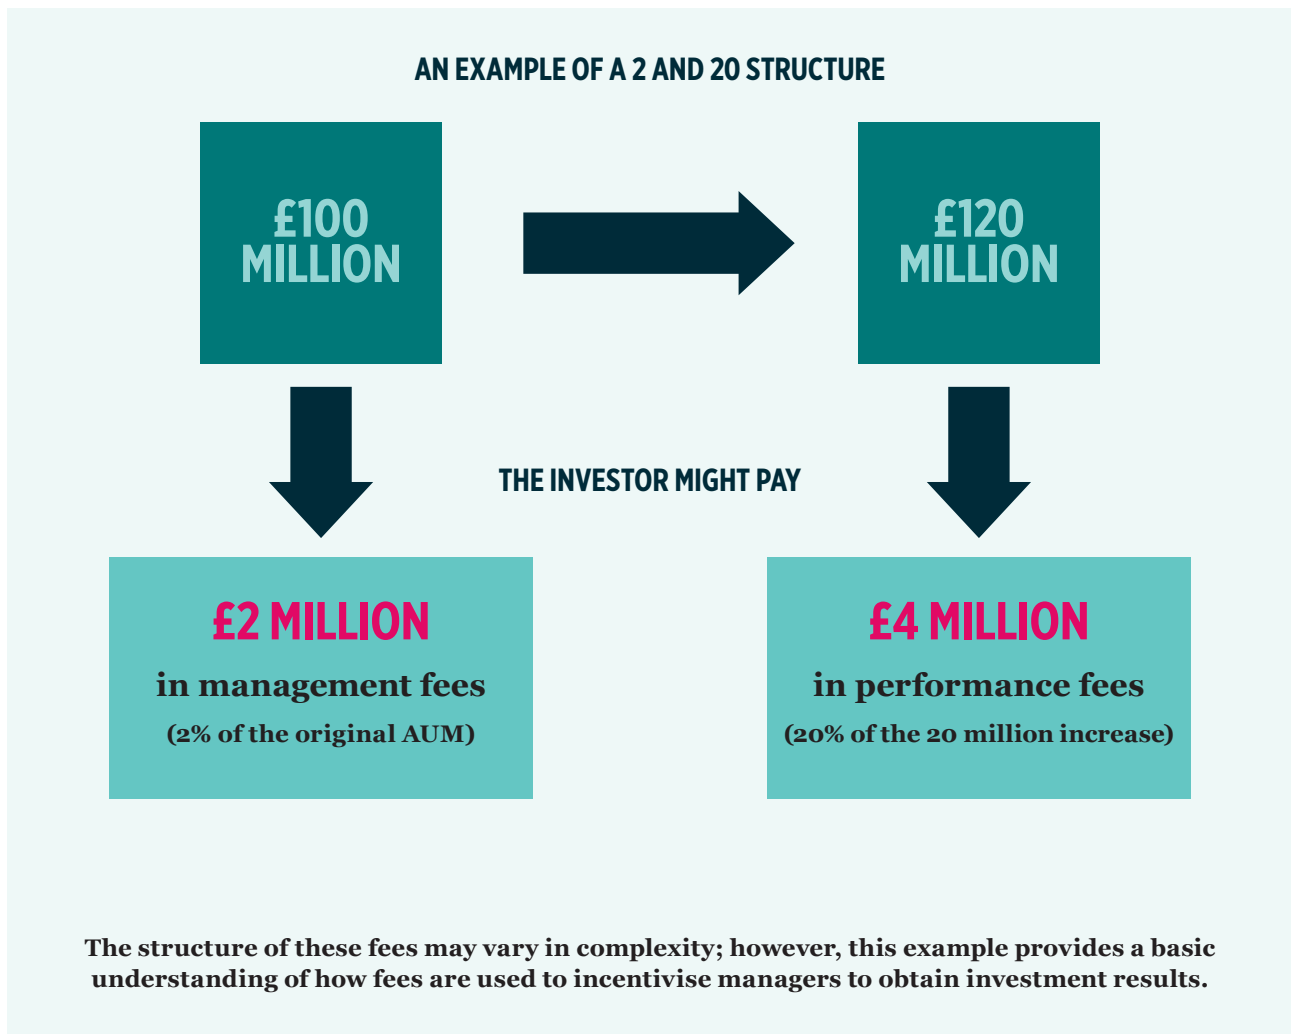 AN EXAMPLE OF A 2 AND 20 STRUCTURE
£100
MILLION
£120
MILLION
THE INVESTOR MIGHT PAY
£2 MILLION
in management fees
(2% of the original AUM)
£4 MILLION
in performance fees
(20% of the 20 million increase)
The structure of these fees may vary in complexity; however, this example provides a basic
understanding of how fees are used to incentivise managers to obtain investment results.